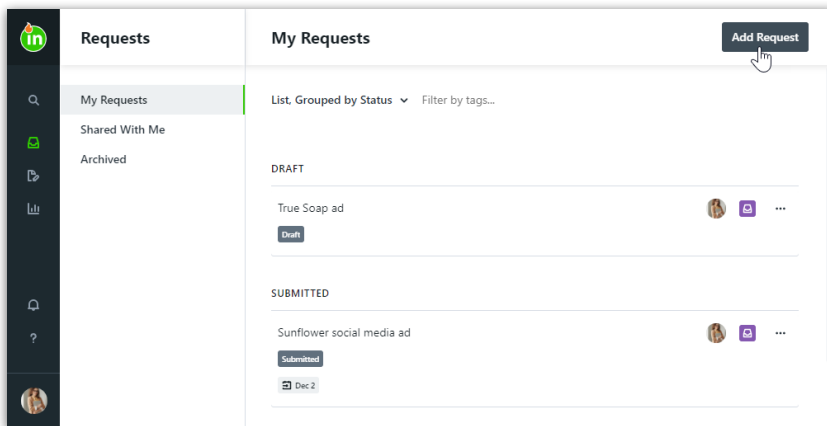 in
Requests
My Requests
Add Request
My Requests
Shared With Me
Archived
List, Grouped by Status
Filter by tags...
DRAFT
True Soap ad
Draft
SUBMITTED
Sunflower social media ad
Submitted
Dec 2
?